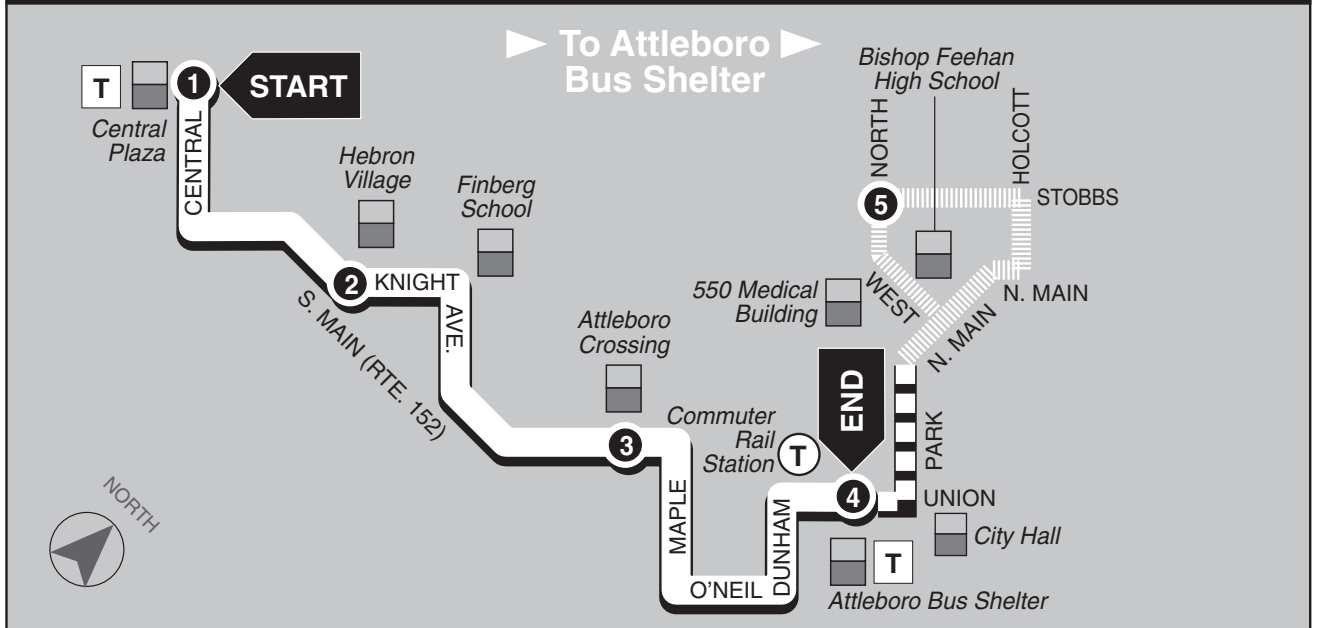 To Attleboro
Bus Shelter
Bishop Feehan
High School
1
START
T
Central
Plaza
CENTRAL
NORTH
HOLCOTT
Hebron
Village
Finberg
School
5
STOBBS
2
KNIGHT
AVE.
S. MAIN (RTE. 152)
550 Medical
Building
WEST
N. MAIN
N. MAIN
Attleboro
Crossing
END
Commuter
Rail
Station
T
3
PARK
4
UNION
MAPLE
DUNHAM
City Hall
NORTH
O'NEIL
T
Attleboro Bus Shelter